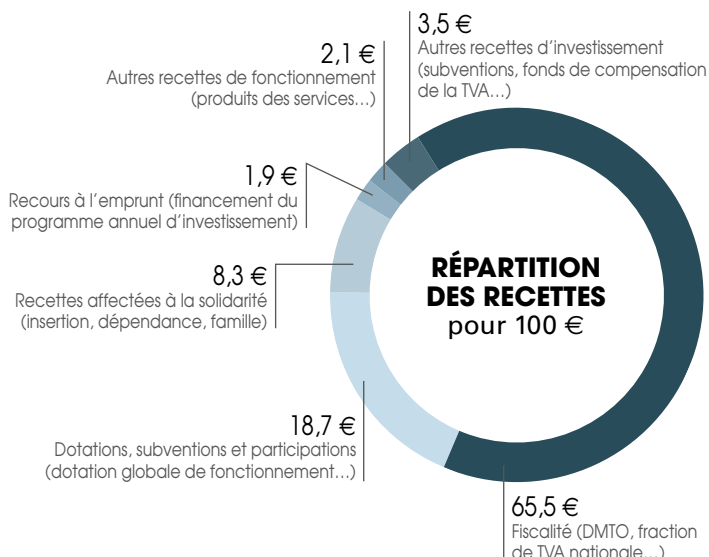 3,5 €
Autres recettes d'investissement
(subventions, fonds de compensation
de la TVA...)
2,1 €
Autres recettes de fonctionnement
(produits des services...)
1,9 €
Recours à l'emprunt (financement du
programme annuel d'investissement)
8,3 €
Recettes affectées à la solidarité
(insertion, dépendance, famille)
RÉPARTITION
DES RECETTES
pour 100 €
18,7 €
Dotations, subventions et participations
(dotation globale de fonctionnement...)
65,5 €
Fiscalité (DMTO, fraction
de TVA nationale...)